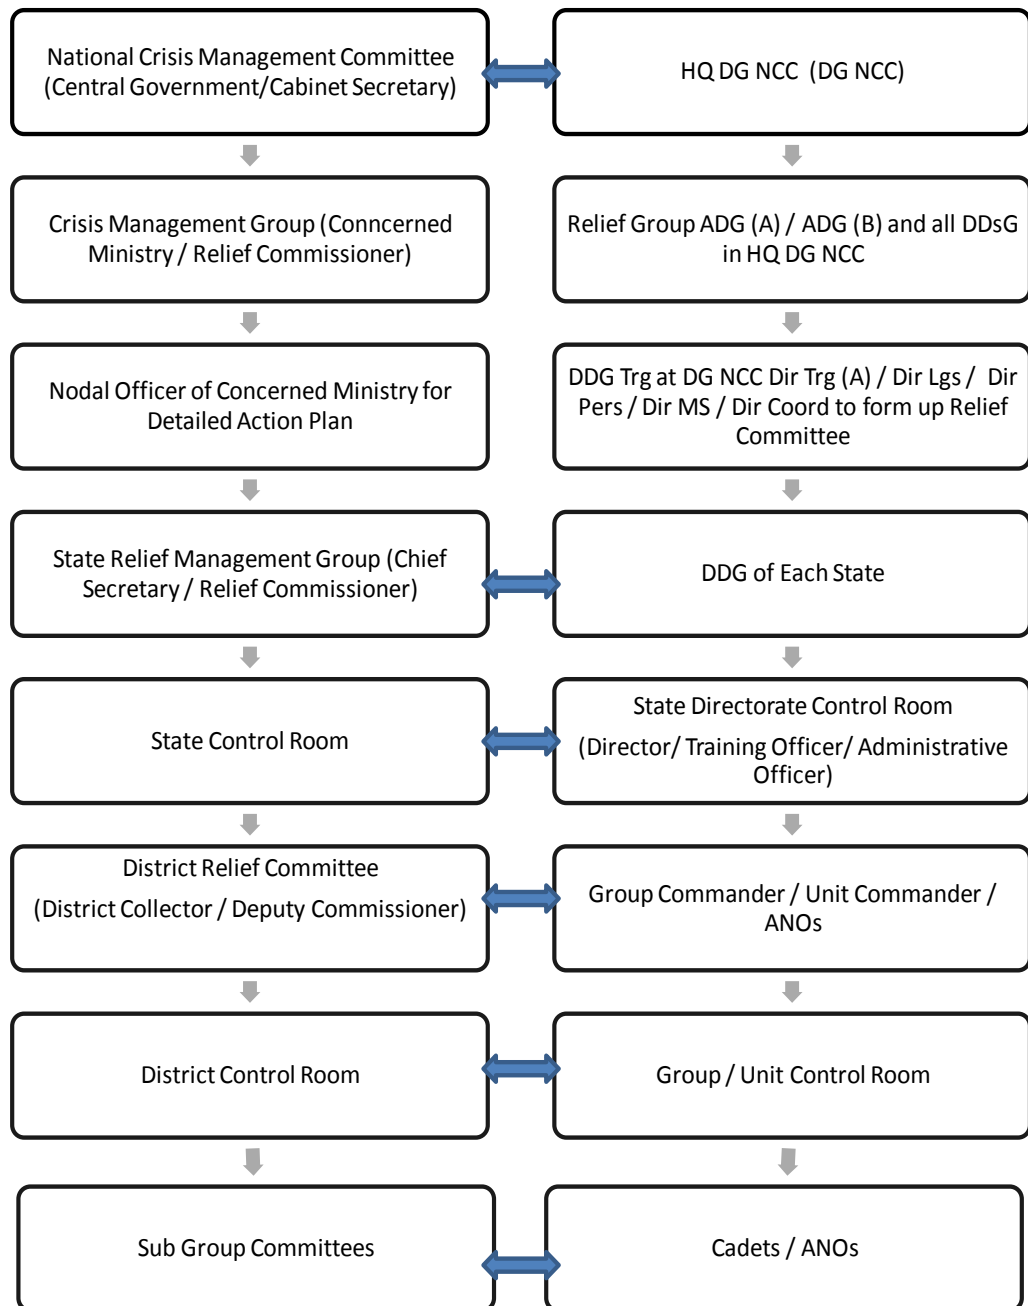 National Crisis Management Committee
(Central Government/Cabinet Secretary)
HQ DG NCC (DG NCC)
Crisis Management Group (Conncerned
Ministry / Relief Commissioner)
Relief Group ADG (A) / ADG (B) and all DDsG
in HQ DG NCC
Nodal Officer of Concerned Ministry for
Detailed Action Plan
DDG Trg at DG NCC Dir Trg (A) / Dir Lgs / Dir
Pers / Dir MS / Dir Coord to form up Relief
Committee
State Relief Management Group (Chief
Secretary / Relief Commissioner)
DDG of Each State
State Control Room
State Directorate Control Room
(Director/ Training Officer/ Administrative
Officer)
District Relief Committee
(District Collector / Deputy Commissioner)
Group Commander / Unit Commander /
ANOs
District Control Room
Group / Unit Control Room
Sub Group Committees
Cadets / ANOs